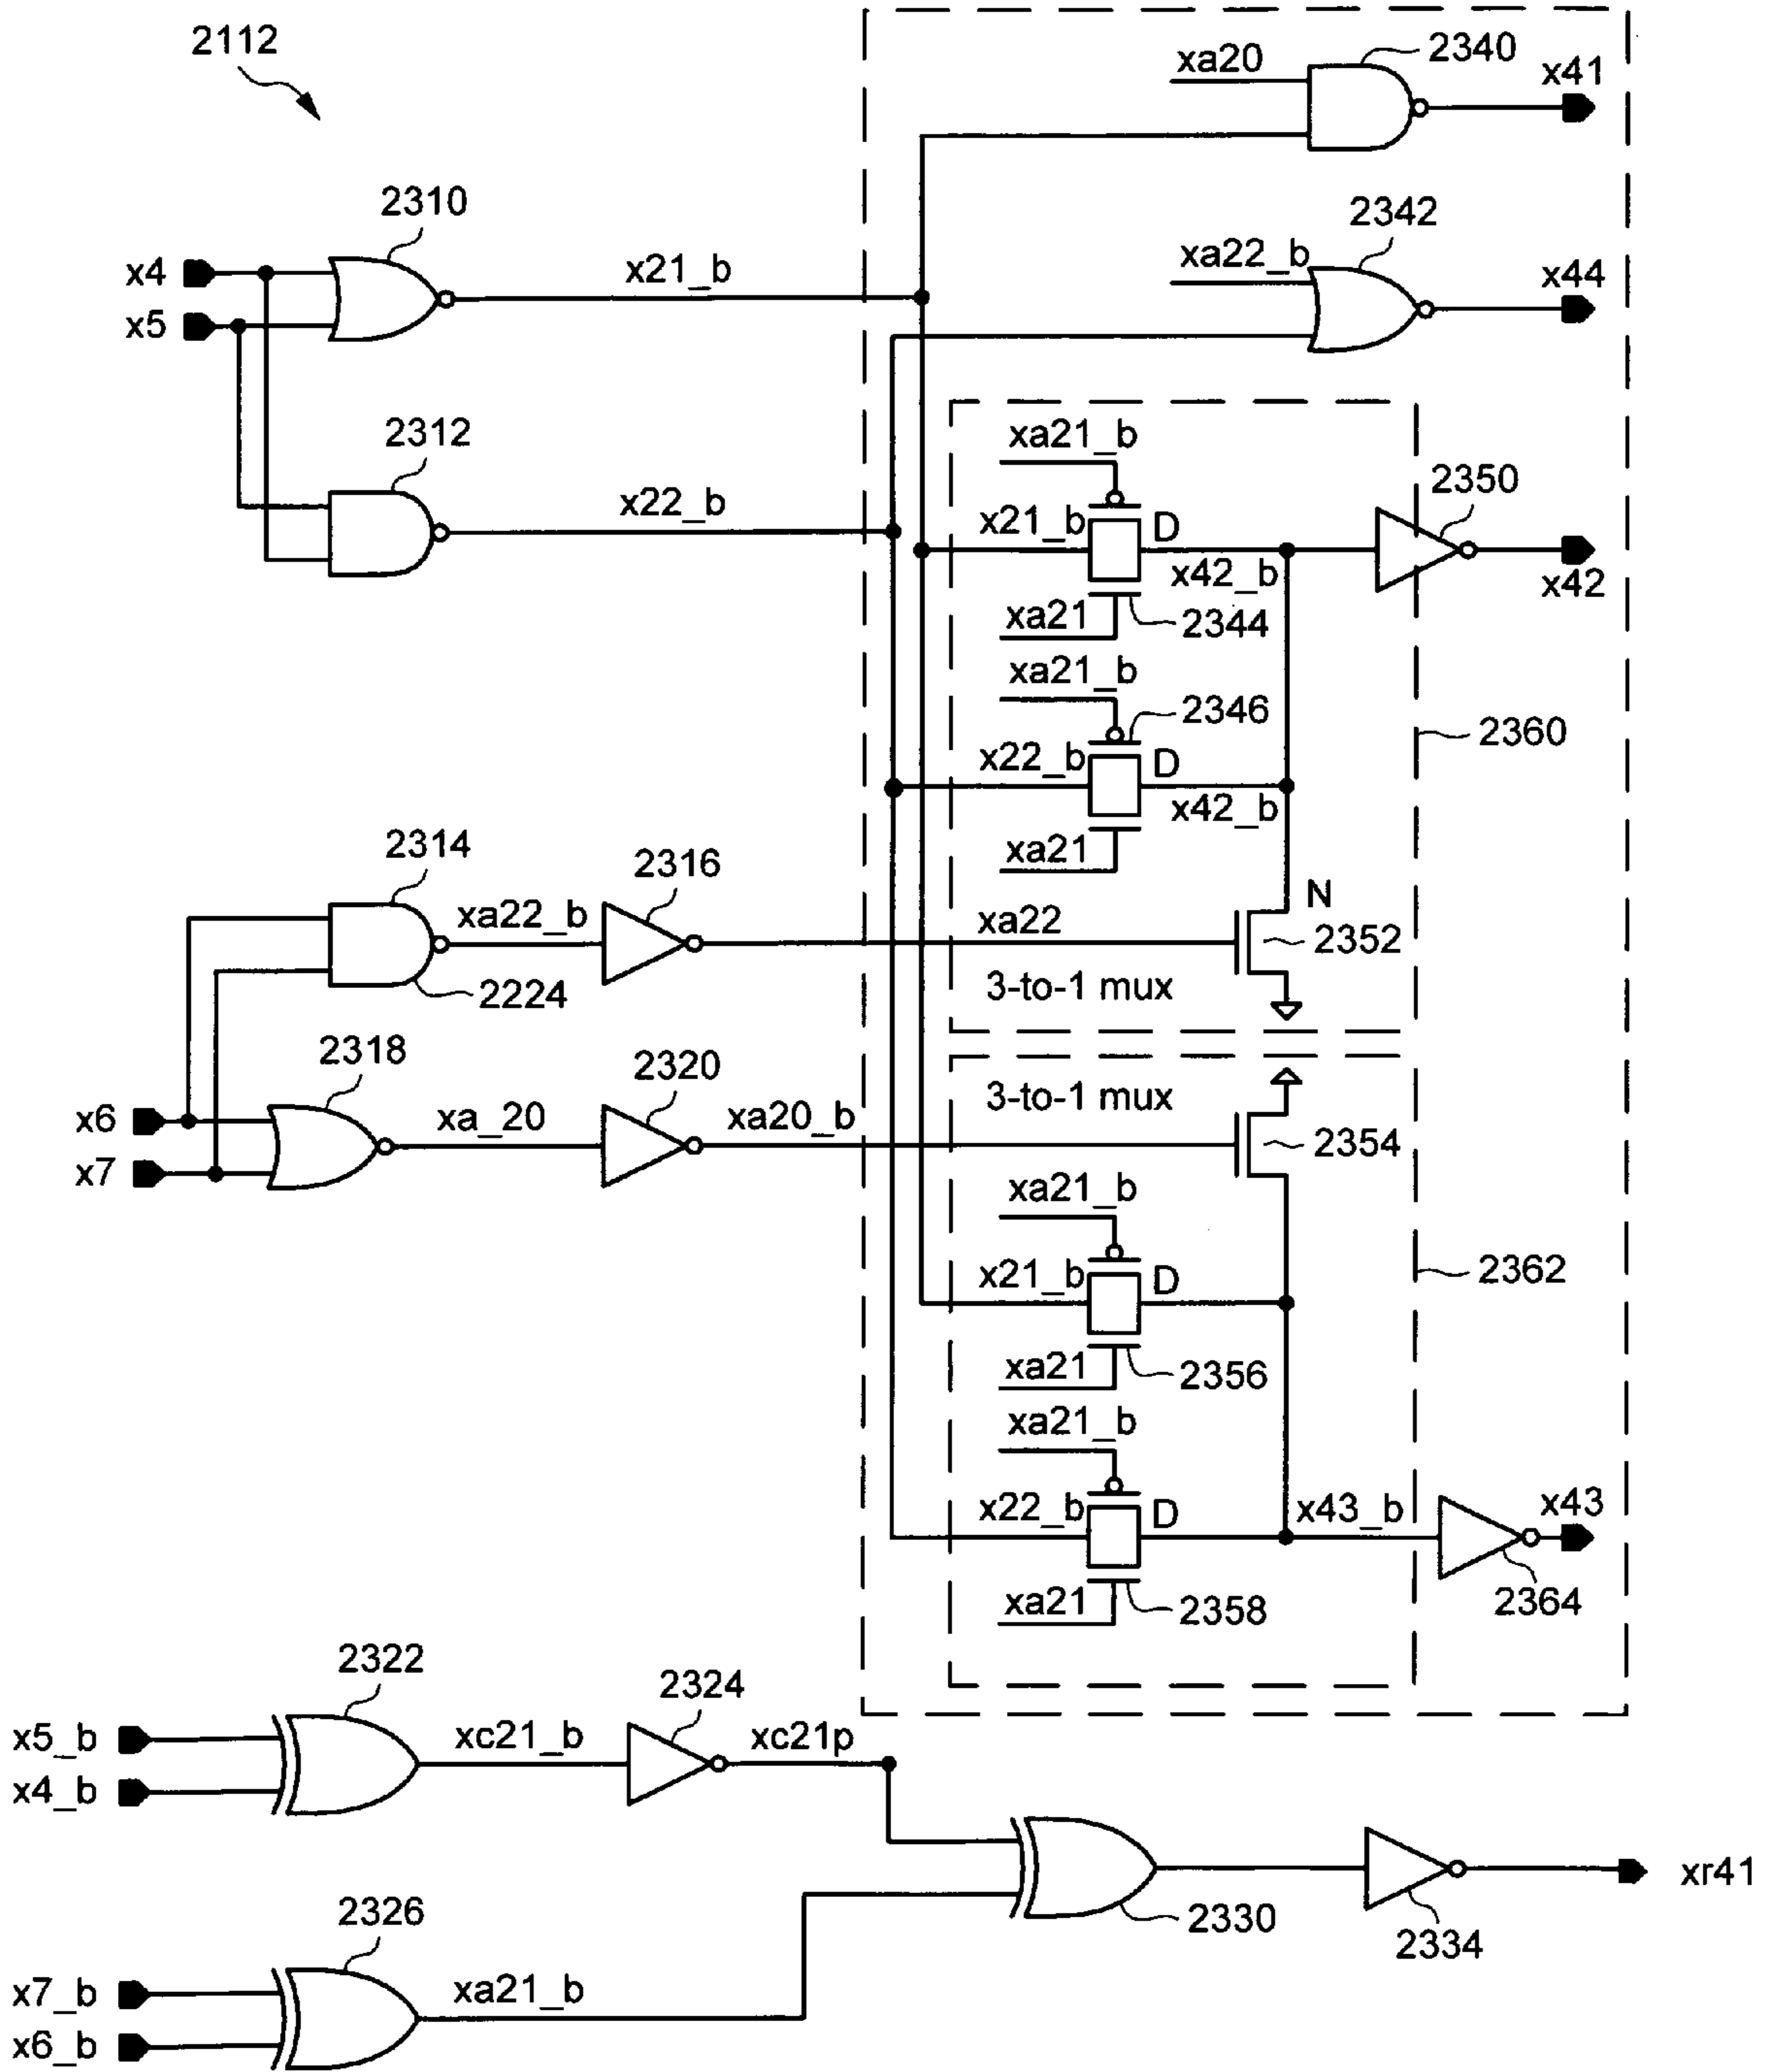 2112
xa20
2340
x41
2310
x4
x5
x21_b
2342
xa22_b
x44
2312
x22_b
xa21_b
2350
x21_b
D
x42_b
x42
xa21
2344
xa21_b
2346
x22_b
D
x42_b
2360
xa21
2314
xa22_b
2316
2224
xa22
N
2352
3-to-1 mux
2318
x6
x7
xa_20
2320
xa20_b
3-to-1 mux
2354
xa21_b
x21_b
D
2362
xa21
2356
xa21_b
x22_b
D
x43_b
x43
xa21
2358
2364
2322
x5_b
x4_b
xc21_b
2324
xc21p
2326
x7_b
x6_b
xa21_b
2330
2334
xr41